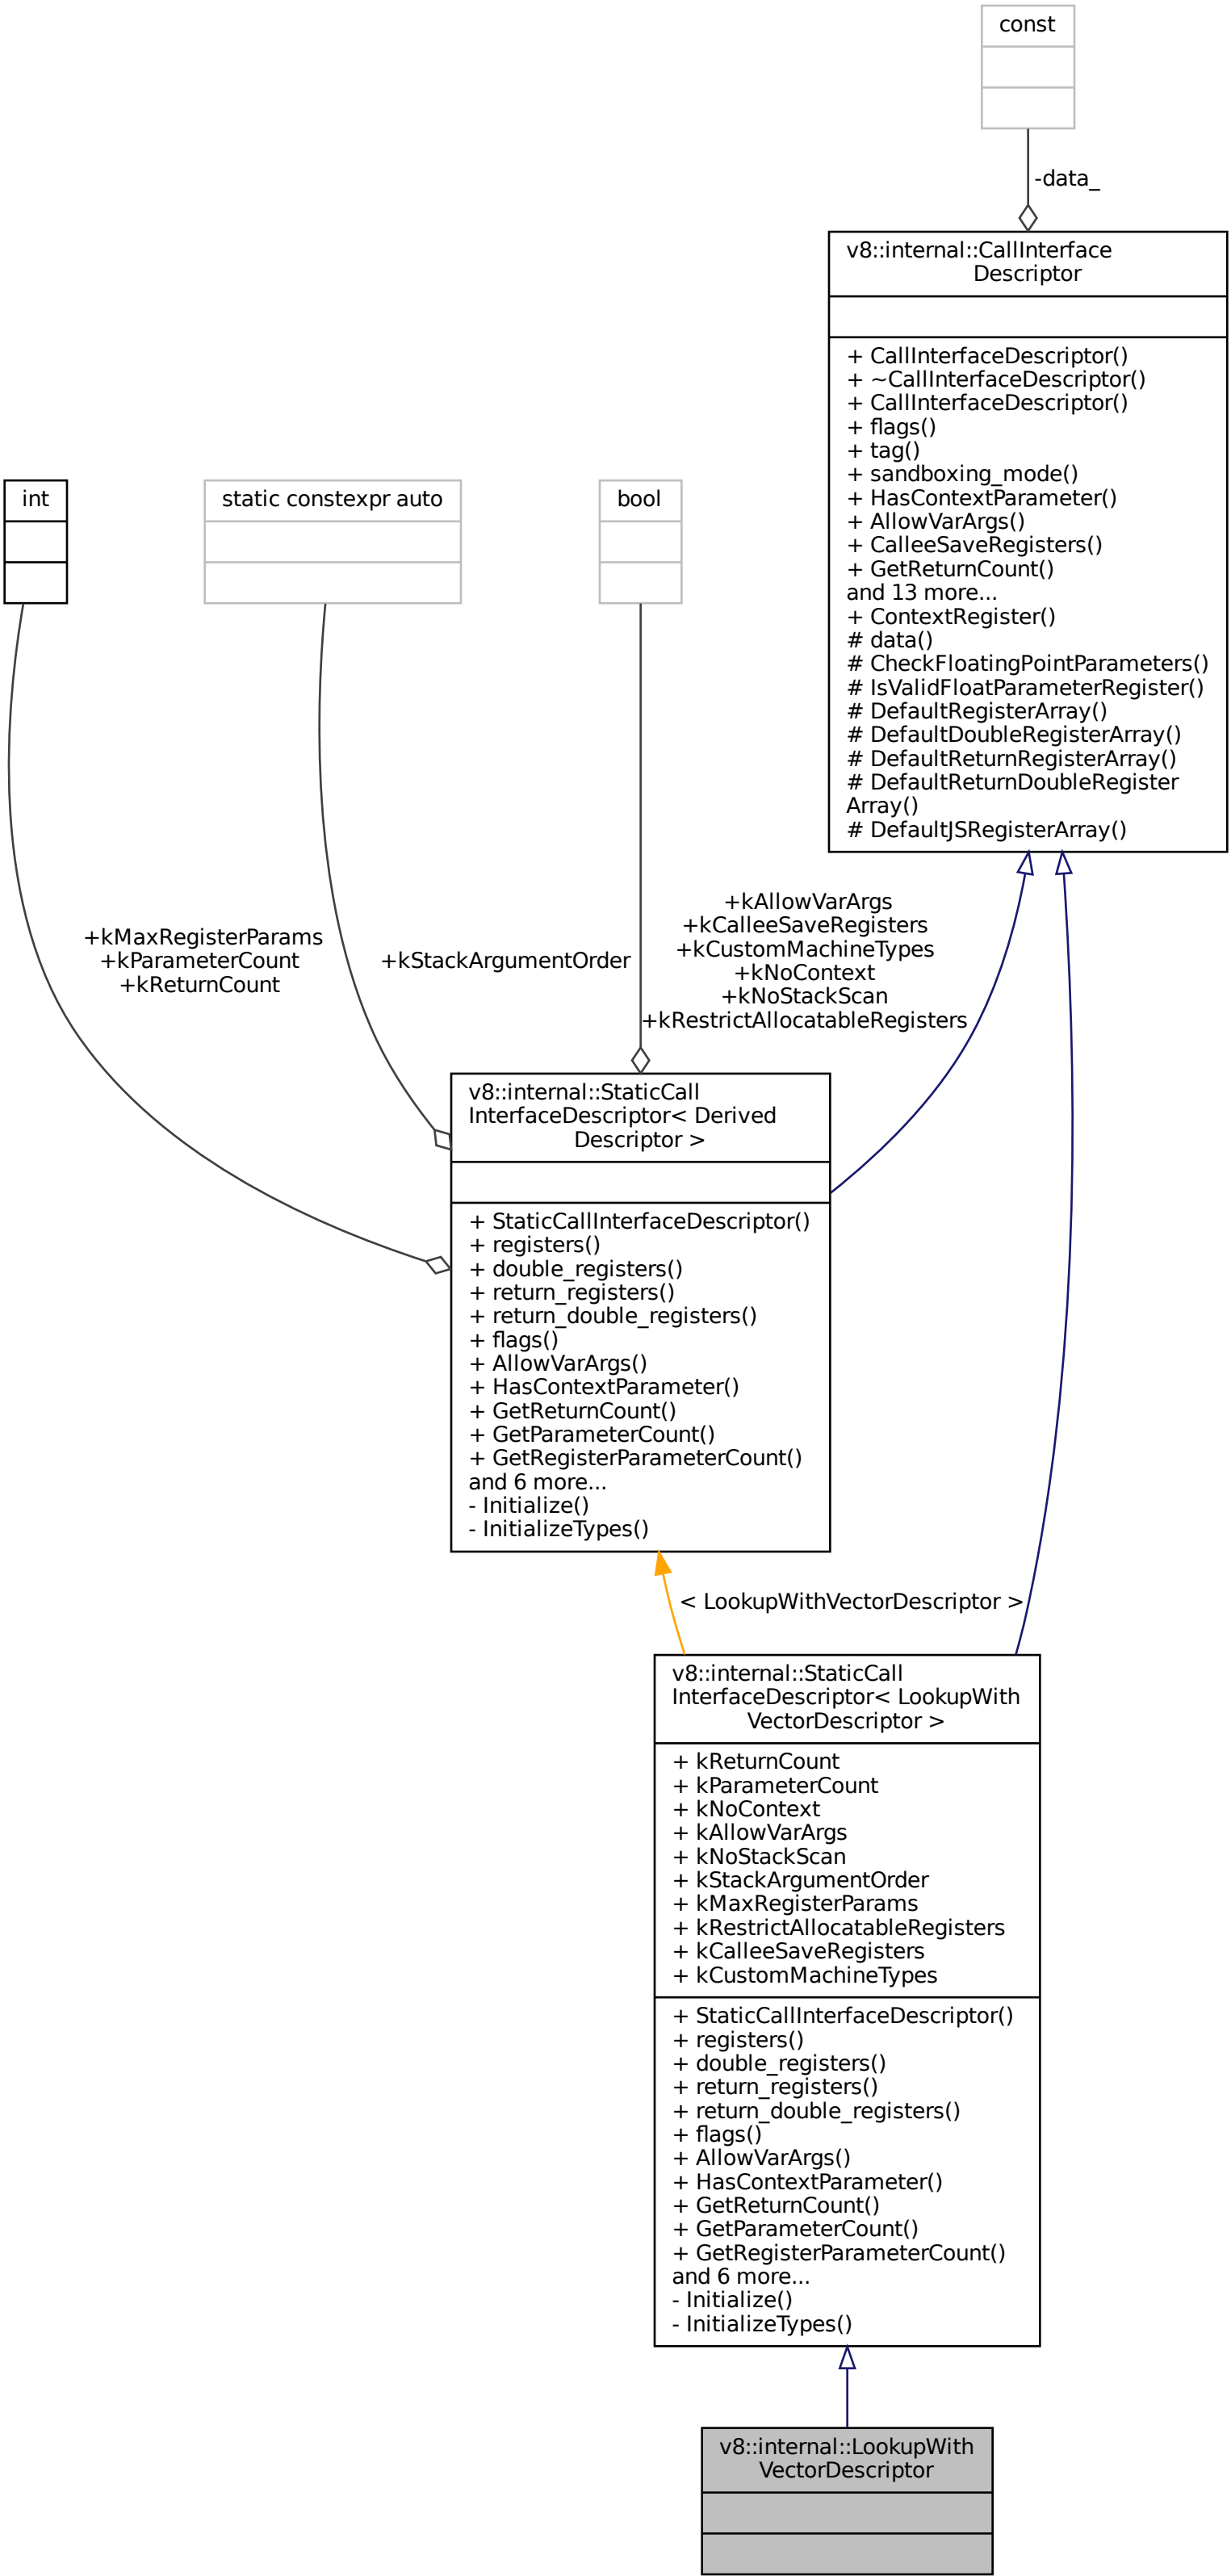 const
-data_
v8::internal::CallInterface
Descriptor
+ CallInterfaceDescriptor()
+ ~CallInterfaceDescriptor()
+ CallInterfaceDescriptor()
+ flags()
+ tag()
+ sandboxing_mode()
+ HasContextParameter()
+ AllowVarArgs()
+ CalleeSaveRegisters()
+ GetReturnCount()
and 13 more...
+ ContextRegister()
# data()
# CheckFloatingPointParameters()
# IsValidFloatParameterRegister()
# DefaultRegisterArray()
# DefaultDoubleRegisterArray()
# DefaultReturnRegisterArray()
# DefaultReturnDoubleRegister
Array()
# DefaultJSRegisterArray()
int
static constexpr auto
bool
+kMaxRegisterParams
+kParameterCount
+kReturnCount
+kStackArgumentOrder
+kAllowVarArgs
+kCalleeSaveRegisters
+kCustomMachineTypes
+kNoContext
+kNoStackScan
+kRestrictAllocatableRegisters
v8::internal::StaticCall
InterfaceDescriptor< Derived
Descriptor >
+ StaticCallInterfaceDescriptor()
+ registers()
+ double_registers()
+ return_registers()
+ return_double_registers()
+ flags()
+ AllowVarArgs()
+ HasContextParameter()
+ GetReturnCount()
+ GetParameterCount()
+ GetRegisterParameterCount()
and 6 more...
- Initialize()
- InitializeTypes()
< LookupWithVectorDescriptor >
v8::internal::StaticCall
InterfaceDescriptor< LookupWith
VectorDescriptor >
+ kReturnCount
+ kParameterCount
+ kNoContext
+ kAllowVarArgs
+ kNoStackScan
+ kStackArgumentOrder
+ kMaxRegisterParams
+ kRestrictAllocatableRegisters
+ kCalleeSaveRegisters
+ kCustomMachineTypes
+ StaticCallInterfaceDescriptor()
+ registers()
+ double_registers()
+ return_registers()
+ return_double_registers()
+ flags()
+ AllowVarArgs()
+ HasContextParameter()
+ GetReturnCount()
+ GetParameterCount()
+ GetRegisterParameterCount()
and 6 more...
- Initialize()
- InitializeTypes()
v8::internal::LookupWith
VectorDescriptor